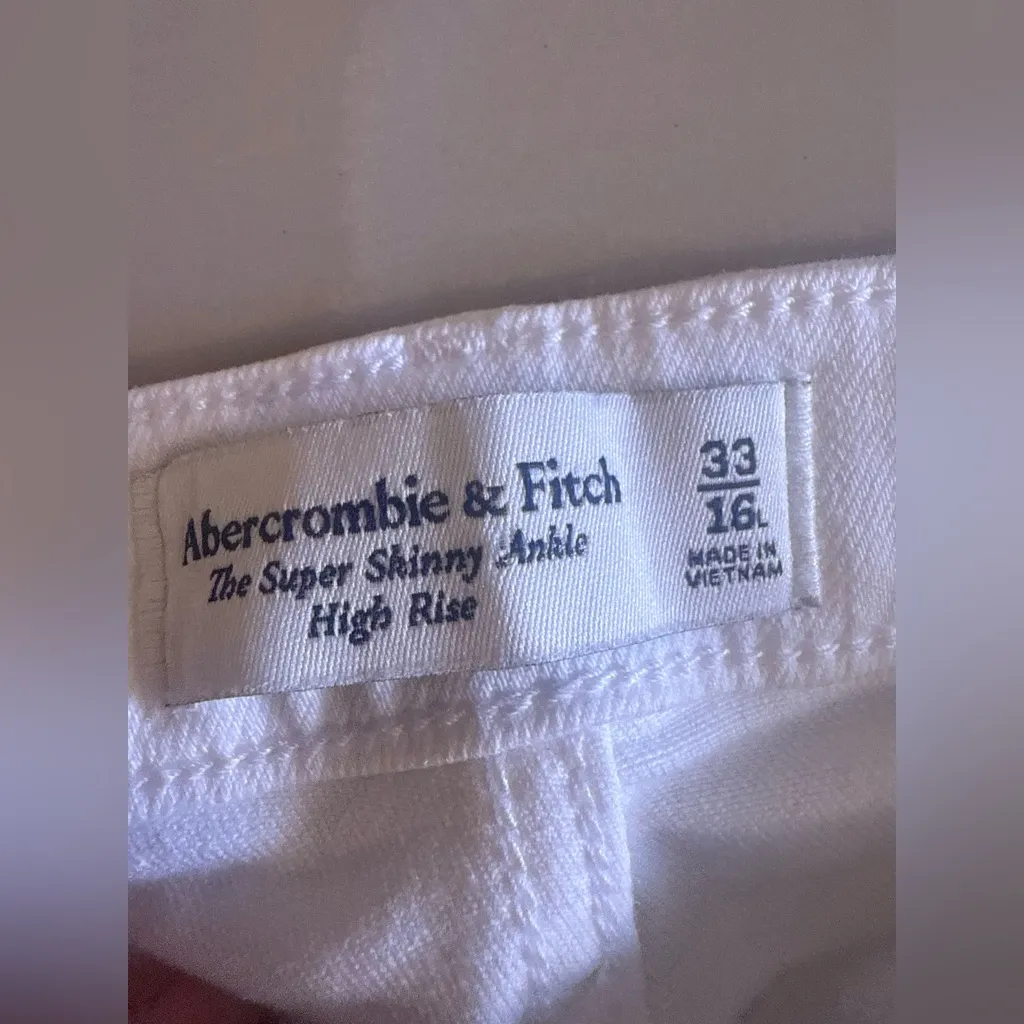 Abercrombie & Fitch
The Super Skinny Ankle
High Rise
33
16L
MADE IN
VIETNAM